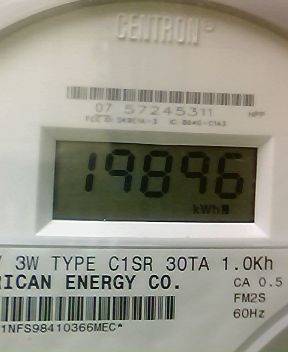 CENTRON®
07 57245311
19896
kWh
3W TYPE C1SR 30TA 1.0Kh
RICAN ENERGY CO.
CA 0.5
FM2S
60Hz
1NFS98410366MEC*